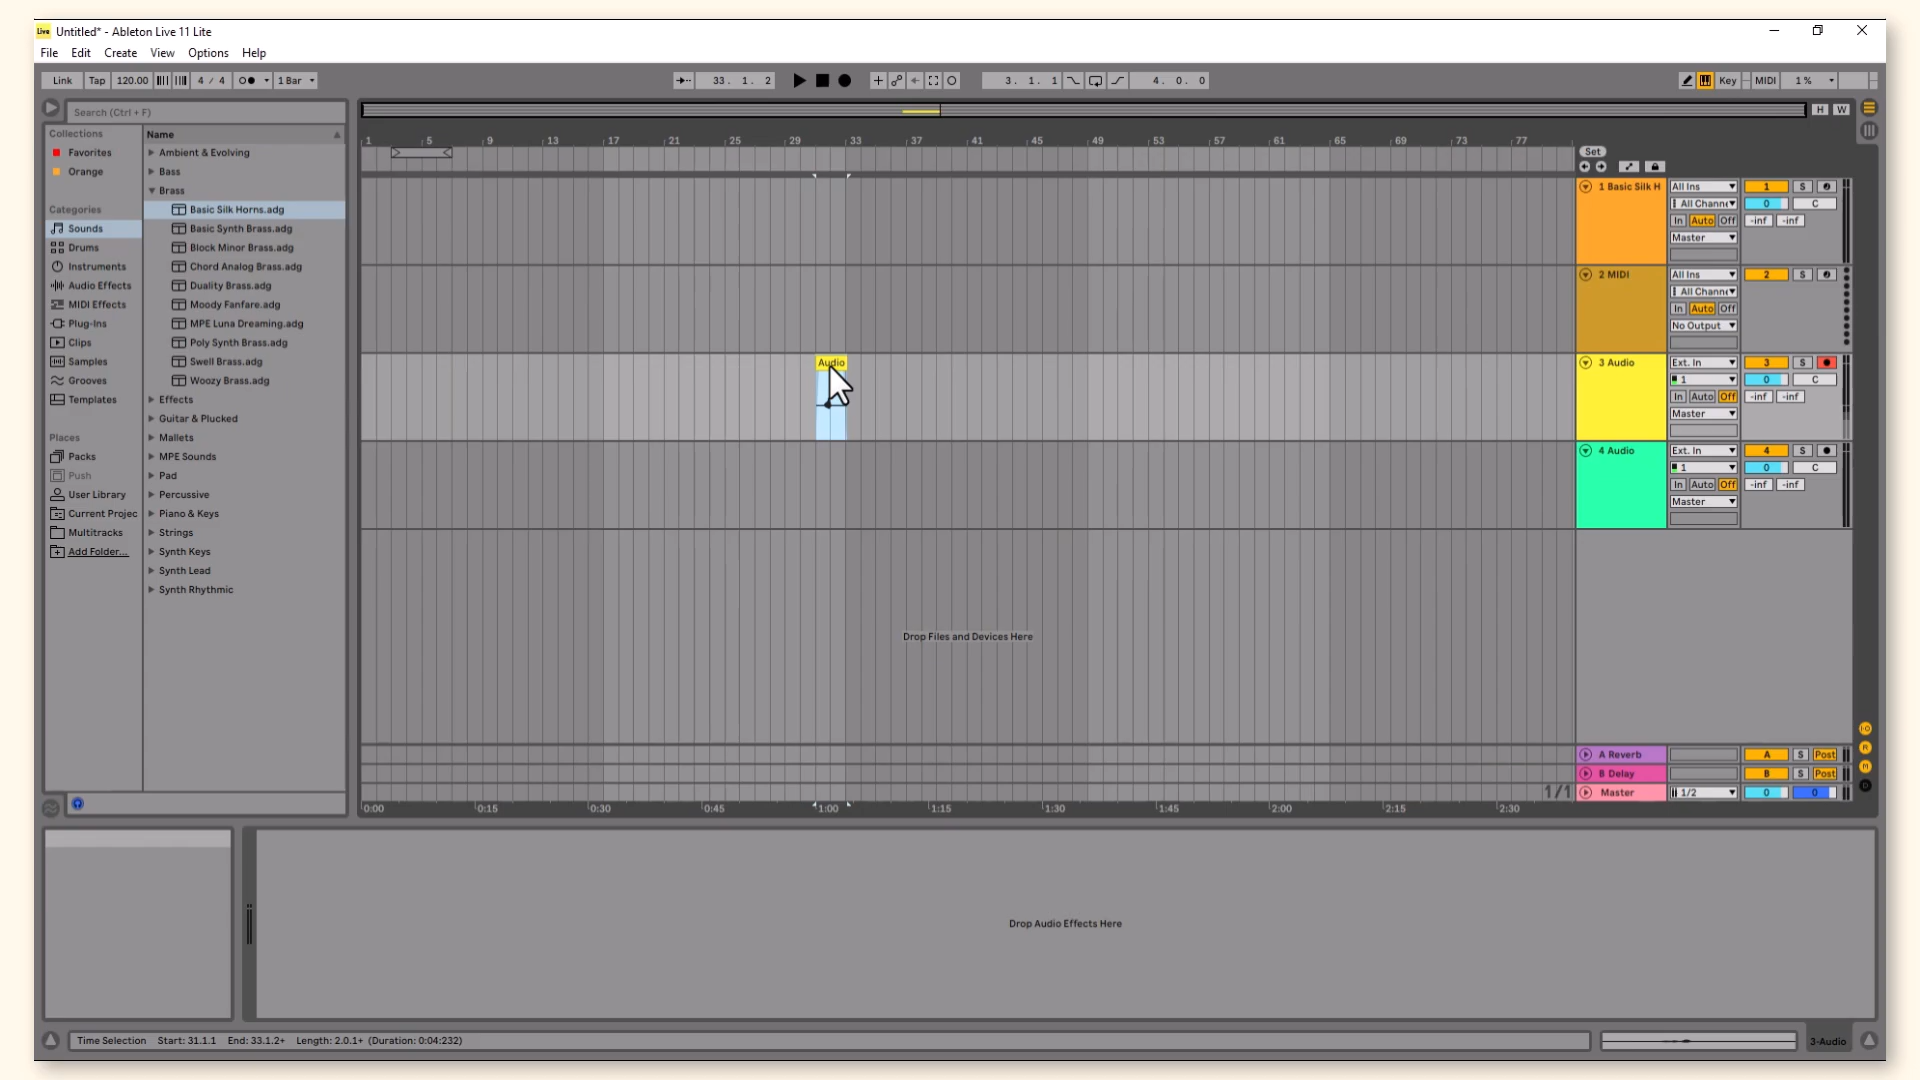 Live Untitled* - Ableton Live 11 Lite
File Edit Create View Options Help
Link Tap 120.00 4 / 4 1 Bar 33. 1. 2 3. 1. 1 4. 0. 0 Key MIDI 1 %
Search (Ctrl + F)
H W
Collections
Favorites
Orange
Categories
Sounds
Drums
Instruments
Audio Effects
MIDI Effects
Plug-Ins
Clips
Samples
Grooves
Templates
Places
Packs
Push
User Library
Current Projec
Multitracks
Add Folder...
Name
Ambient & Evolving
Bass
Brass
Basic Silk Horns.adg
Basic Synth Brass.adg
Block Minor Brass.adg
Chord Analog Brass.adg
Duality Brass.adg
Moody Fanfare.adg
MPE Luna Dreaming.adg
Poly Synth Brass.adg
Swell Brass.adg
Woozy Brass.adg
Effects
Guitar & Plucked
Mallets
MPE Sounds
Pad
Percussive
Piano & Keys
Strings
Synth Keys
Synth Lead
Synth Rhythmic
1 5 9 13 17 21 25 29 33 37 41 45 49 53 57 61 65 69 73 77
Set
1 Basic Silk H All Ins 1 S
All Channe 0 C
In Auto Off -inf -inf
Master
2 MIDI All Ins 2 S
All Channe
In Auto Off
No Output
Audio
3 Audio Ext. In 3 S
1 0 C
In Auto Off -inf -inf
Master
4 Audio Ext. In 4 S
1 0 C
In Auto Off -inf -inf
Master
Drop Files and Devices Here
A Reverb A S Post
B Delay B S Post
1/1 Master 1/2 0 0
0:00 0:15 0:30 0:45 1:00 1:15 1:30 1:45 2:00 2:15 2:30
I·O
R
M
D
Drop Audio Effects Here
Time Selection Start: 31.1.1 End: 33.1.2+ Length: 2.0.1+ (Duration: 0:04:232)
3-Audio